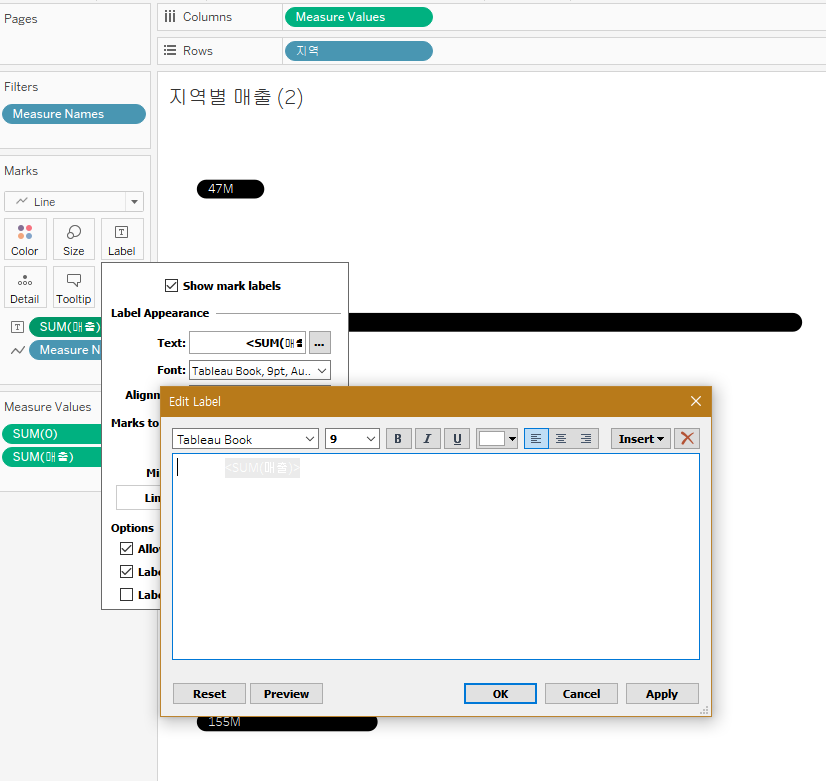 Pages
Columns
Measure Values
Rows
지역
Filters
Measure Names
지역별 매출 (2)
Marks
47M
Line
Color
Size
Label
Detail
Tooltip
SUM(매출)
Measure N
Show mark labels
Label Appearance
Text:
<SUM(매출
...
Font:
Tableau Book, 9pt, Au..
Alignm
Marks to
Measure Values
SUM(0)
SUM(매출)
Edit Label
Tableau Book
9
B
I
U
Insert
<SUM(매출)>
Mi
Lin
Options
Allo
Labe
Labe
Reset
Preview
OK
Cancel
Apply
155M